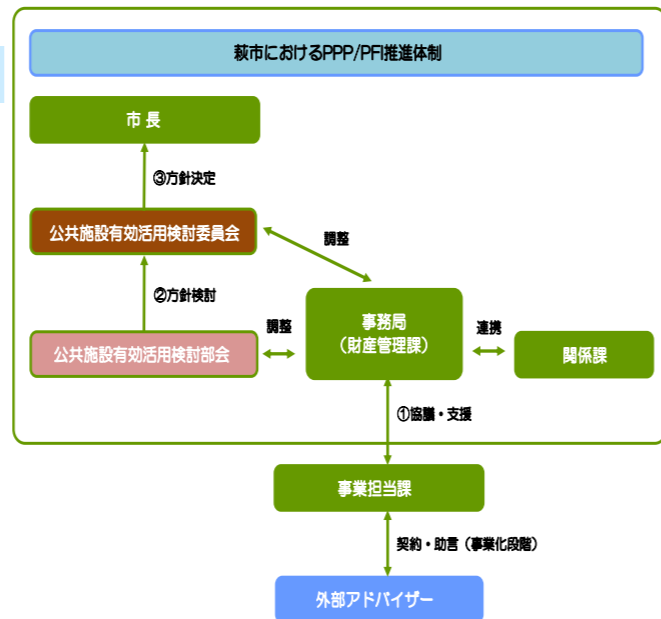 萩市におけるPPP/PFI推進体制
市長
③方針決定
公共施設有効活用検討委員会
調整
②方針検討
事務局
（財産管理課）
調整
連携
公共施設有効活用検討部会
関係課
①協議・支援
事業担当課
契約・助言（事業化段階）
外部アドバイザー